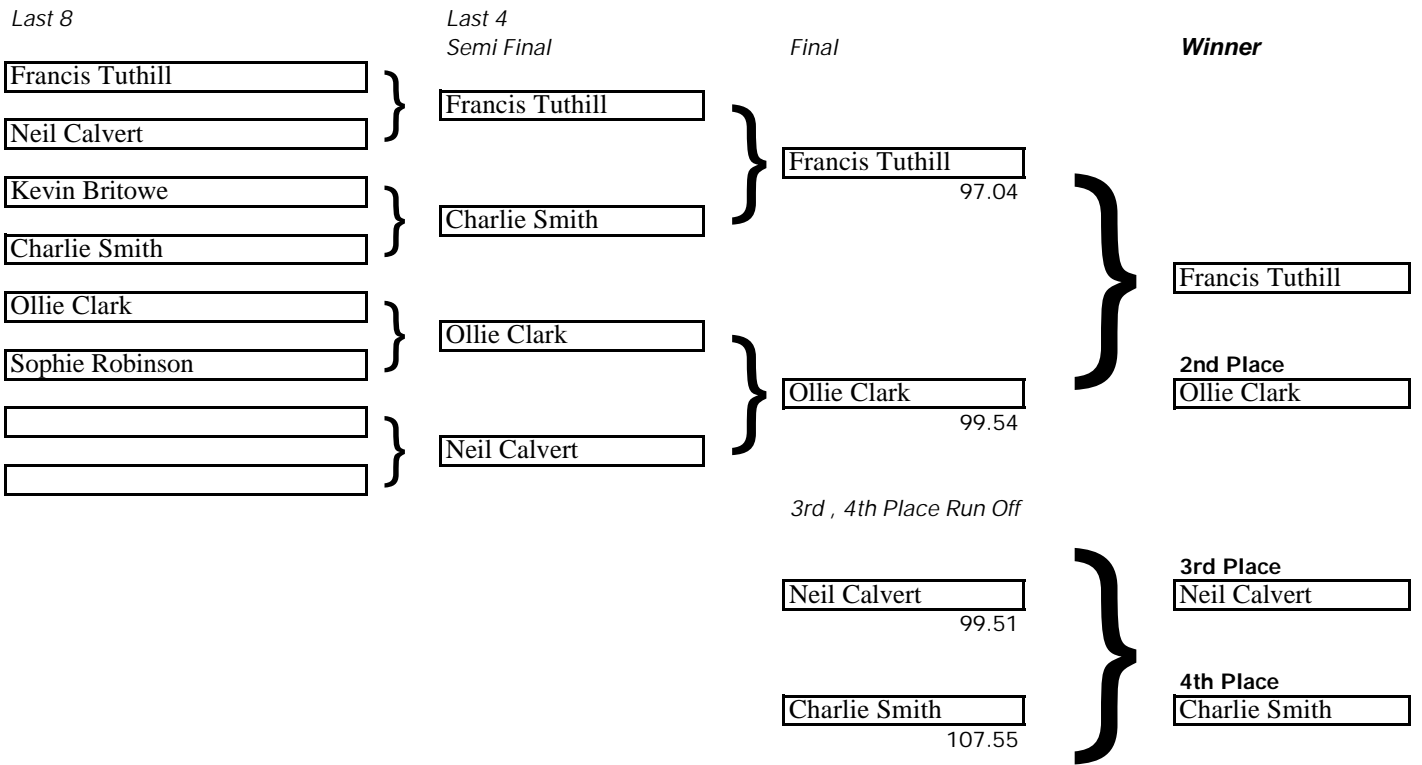 Last 8
Last 4
Semi Final
Final
Winner
Francis Tuthill
Neil Calvert
Kevin Britowe
Charlie Smith
Ollie Clark
Sophie Robinson
Francis Tuthill
Charlie Smith
Ollie Clark
Neil Calvert
Francis Tuthill
97.04
Ollie Clark
99.54
Francis Tuthill
2nd Place
Ollie Clark
3rd , 4th Place Run Off
Neil Calvert
99.51
Charlie Smith
107.55
3rd Place
Neil Calvert
4th Place
Charlie Smith